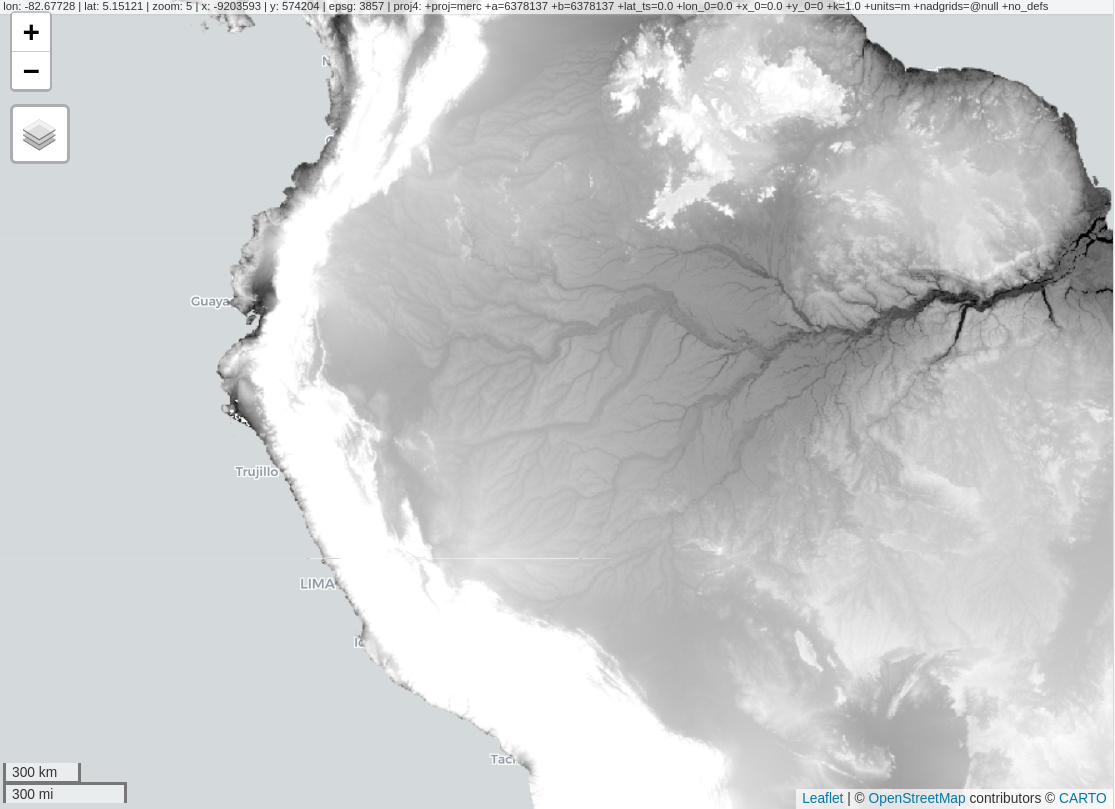 lon: -82.67728 | lat: 5.15121 | zoom: 5 | x: -9203593 | y: 574204 | epsg: 3857 | proj4: +proj=merc +a=6378137 +b=6378137 +lat_ts=0.0 +lon_0=0.0 +x_0=0.0 +y_0=0 +k=1.0 +units=m +nadgrids=@null +no_defs
+
−
Guaya
Trujillo
LIMA
Ic
Tac
300 km
300 mi
Leaflet | © OpenStreetMap contributors © CARTO